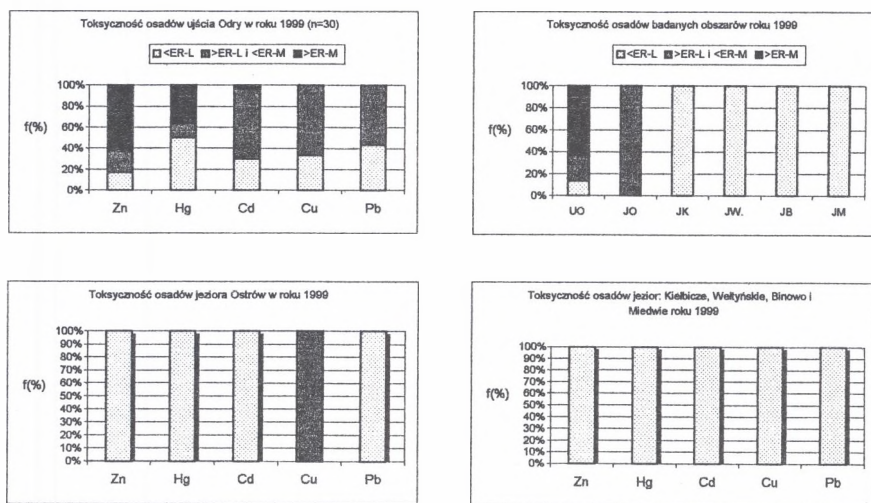 Toksyczność osadów ujścia Odry w roku 1999 (n=30)
<ER-L >ER-L i <ER-M >ER-M
100%
80%
60%
f(%)
40%
20%
0%
Zn Hg Cd Cu Pb
Toksyczność osadów badanych obszarów roku 1999
<ER-L >ER-L i <ER-M >ER-M
100%
80%
60%
f(%)
40%
20%
0%
UO JO JK JW. JB JM
Toksyczność osadów jeziora Ostrów w roku 1999
100%
90%
80%
70%
60%
f(%)
50%
40%
30%
20%
10%
0%
Zn Hg Cd Cu Pb
Toksyczność osadów jezior: Kiełbicze, Wełtyńskie, Binowo i
Miedwie roku 1999
100%
90%
80%
70%
60%
f(%)
50%
40%
30%
20%
10%
0%
Zn Hg Cd Cu Pb